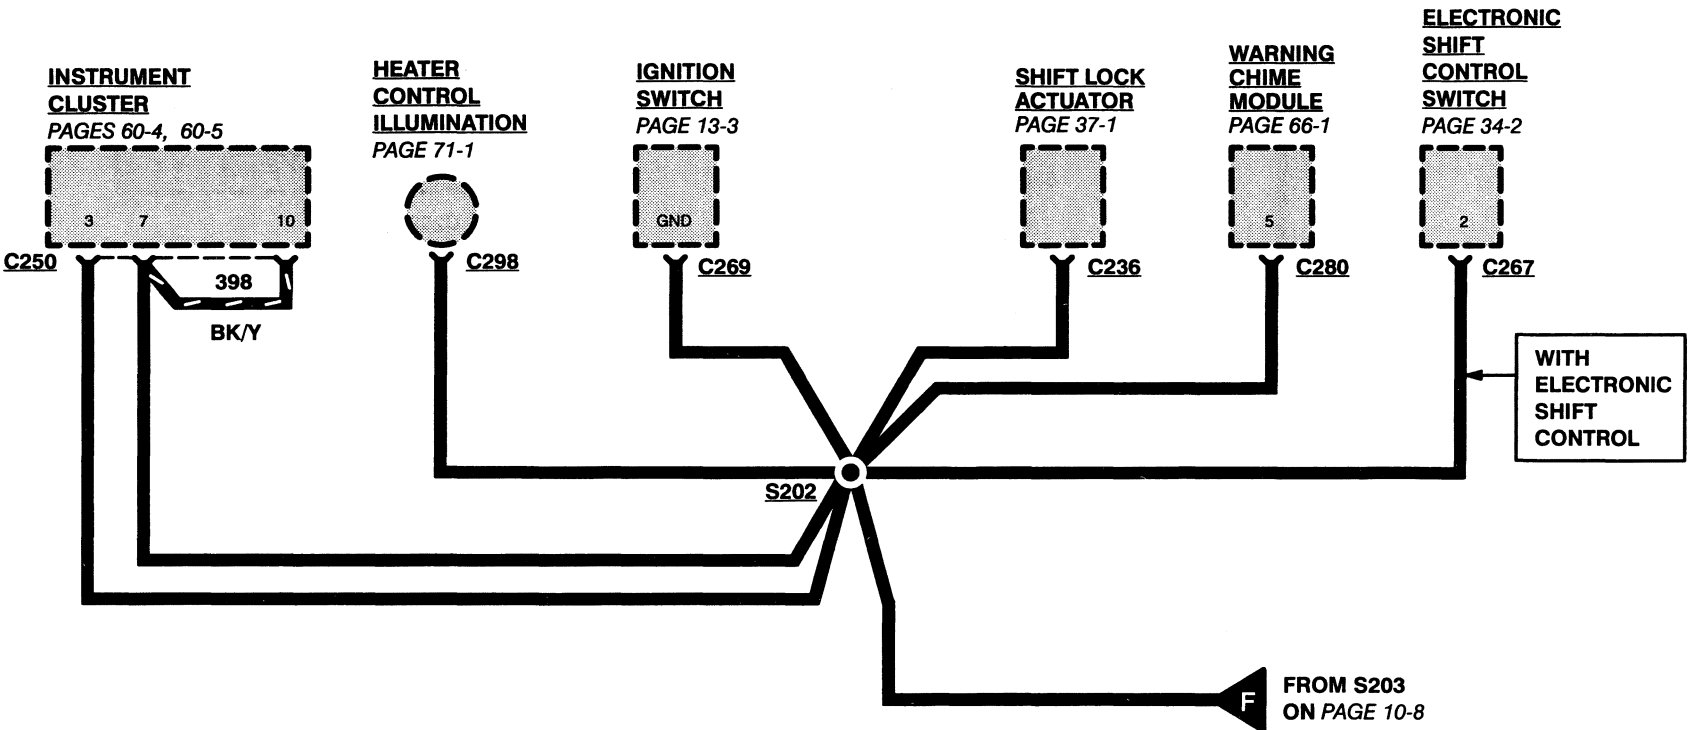 INSTRUMENT
CLUSTER
PAGES 60-4, 60-5
3 7 10
C250
398
BK/Y
HEATER
CONTROL
ILLUMINATION
PAGE 71-1
C298
IGNITION
SWITCH
PAGE 13-3
GND
C269
SHIFT LOCK
ACTUATOR
PAGE 37-1
C236
WARNING
CHIME
MODULE
PAGE 66-1
5
C280
ELECTRONIC
SHIFT
CONTROL
SWITCH
PAGE 34-2
2
C267
WITH
ELECTRONIC
SHIFT
CONTROL
S202
F
FROM S203
ON PAGE 10-8